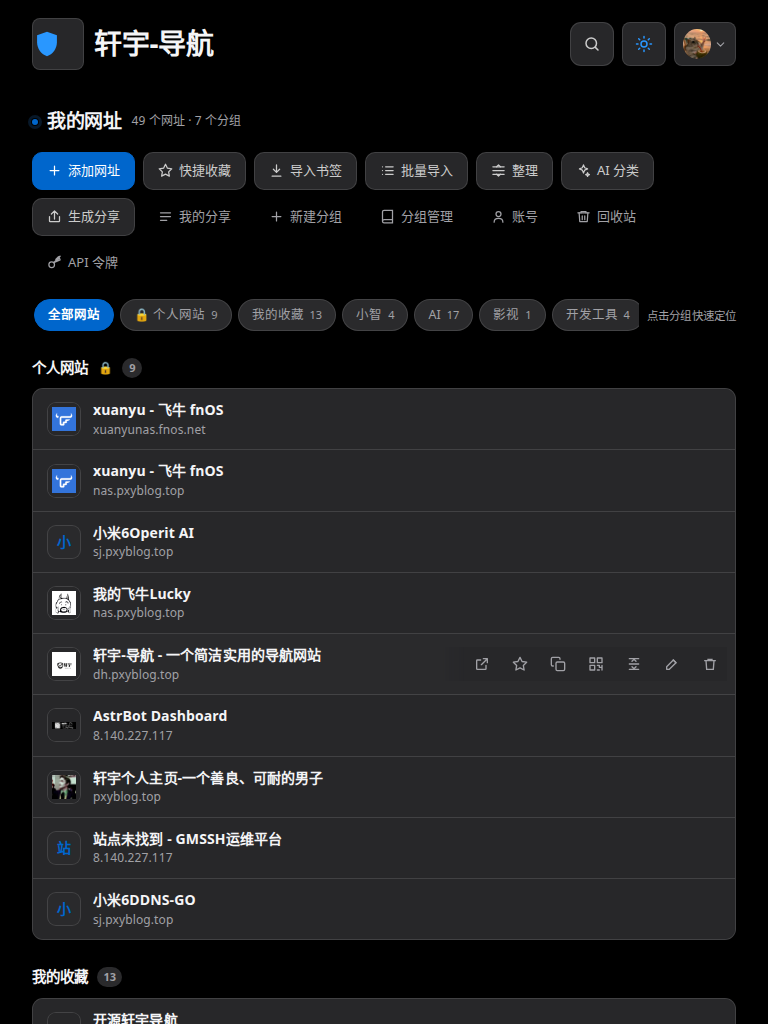 轩宇-导航
我的网址 49 个网址 · 7 个分组
添加网址 快捷收藏 导入书签 批量导入 整理 AI 分类
生成分享 我的分享 新建分组 分组管理 账号 回收站
API 令牌
全部网站 个人网站 9 我的收藏 13 小智 4 AI 17 影视 1 开发工具 4 点击分组快速定位
个人网站 9
xuanyu - 飞牛 fnOS
xuanyunas.fnos.net
xuanyu - 飞牛 fnOS
nas.pxyblog.top
小
小米6Operit AI
sj.pxyblog.top
我的飞牛Lucky
nas.pxyblog.top
轩宇-导航 - 一个简洁实用的导航网站
dh.pxyblog.top
AstrBot Dashboard
8.140.227.117
轩宇个人主页-一个善良、可耐的男子
pxyblog.top
站
站点未找到 - GMSSH运维平台
8.140.227.117
小
小米6DDNS-GO
sj.pxyblog.top
我的收藏 13
开源轩宇导航